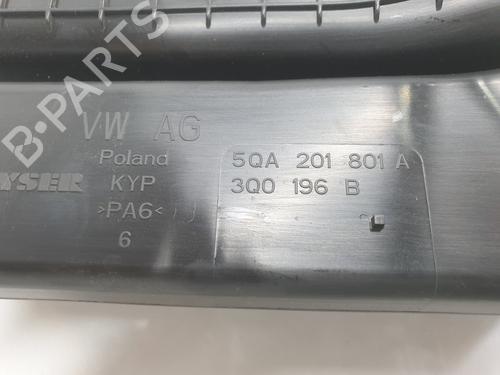 B-PARTS
VW AG
Poland
KYP
>PA6<
6
5QA 201 801 A
3Q0 196 B